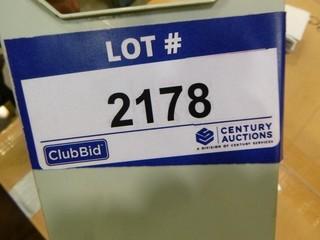 LOT #
2178
ClubBid
CENTURY
AUCTIONS
A DIVISION OF CENTURY SERVICES